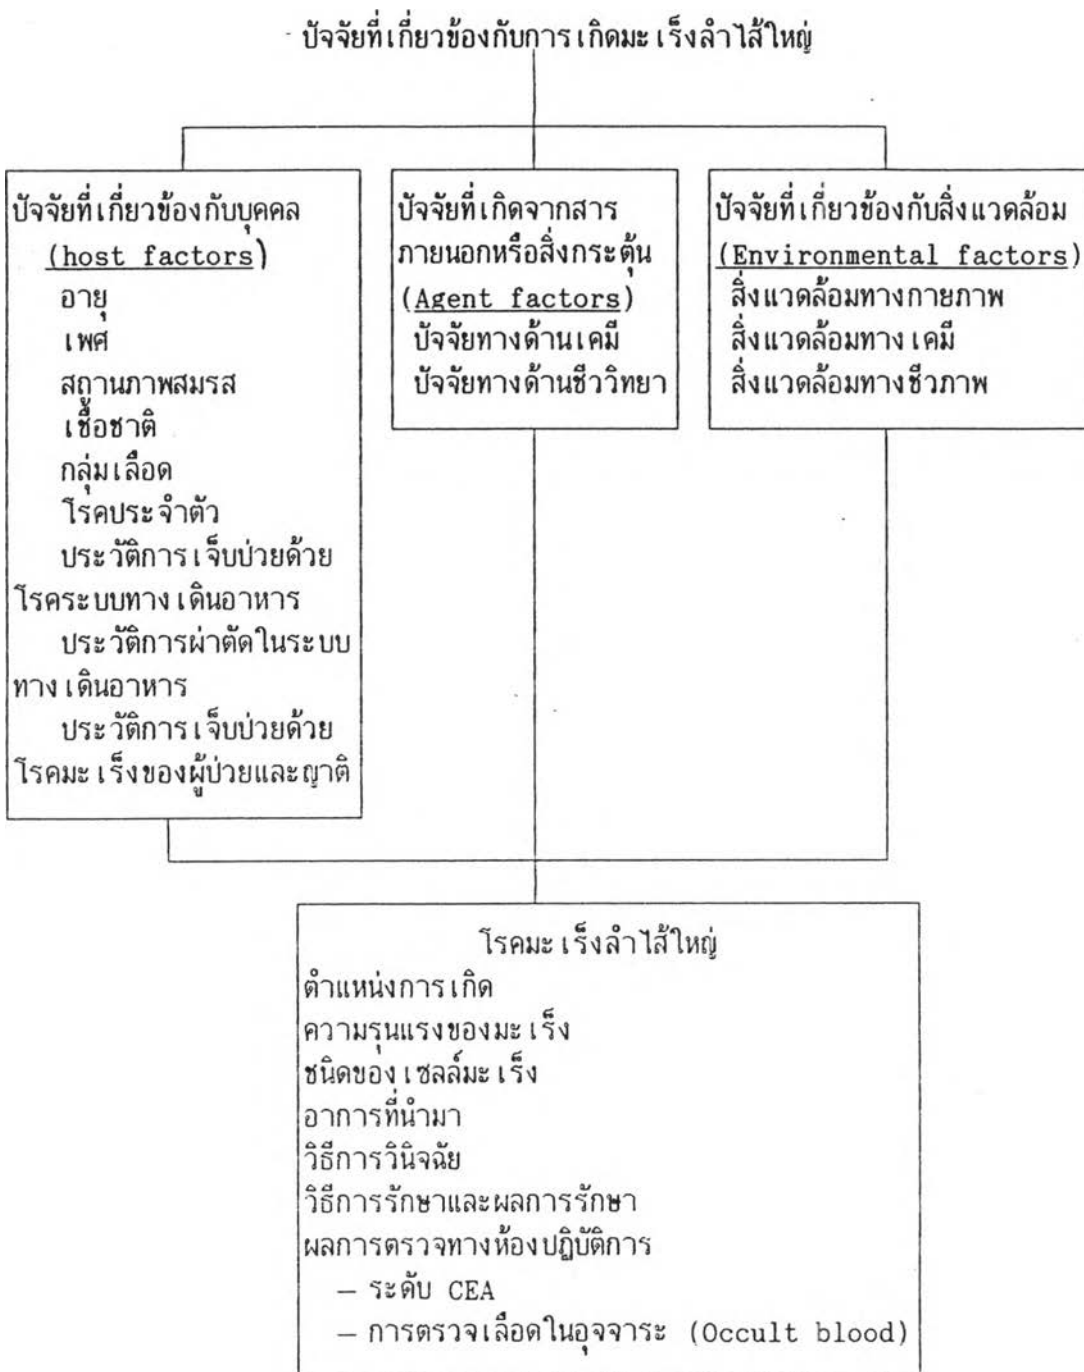 ปัจจัยที่เกี่ยวข้องกับการเกิดมะเร็งลำไส้ใหญ่
ปัจจัยที่เกี่ยวข้องกับบุคคล
(host factors)
อายุ
เพศ
สถานภาพสมรส
เชื้อชาติ
กลุ่มเลือด
โรคประจำตัว
ประวัติการเจ็บป่วยด้วย
โรคระบบทางเดินอาหาร
ประวัติการผ่าตัดในระบบ
ทางเดินอาหาร
ประวัติการเจ็บป่วยด้วย
โรคมะเร็งของผู้ป่วยและญาติ
ปัจจัยที่เกิดจากสาร
ภายนอกหรือสิ่งกระตุ้น
(Agent factors)
ปัจจัยทางด้านเคมี
ปัจจัยทางด้านชีววิทยา
ปัจจัยที่เกี่ยวข้องกับสิ่งแวดล้อม
(Environmental factors)
สิ่งแวดล้อมทางกายภาพ
สิ่งแวดล้อมทางเคมี
สิ่งแวดล้อมทางชีวภาพ
โรคมะเร็งลำไส้ใหญ่
ตำแหน่งการเกิด
ความรุนแรงของมะเร็ง
ชนิดของเซลล์มะเร็ง
อาการที่นำมา
วิธีการวินิจฉัย
วิธีการรักษาและผลการรักษา
ผลการตรวจทางห้องปฏิบัติการ
– ระดับ CEA
– การตรวจเลือดในอุจจาระ (Occult blood)